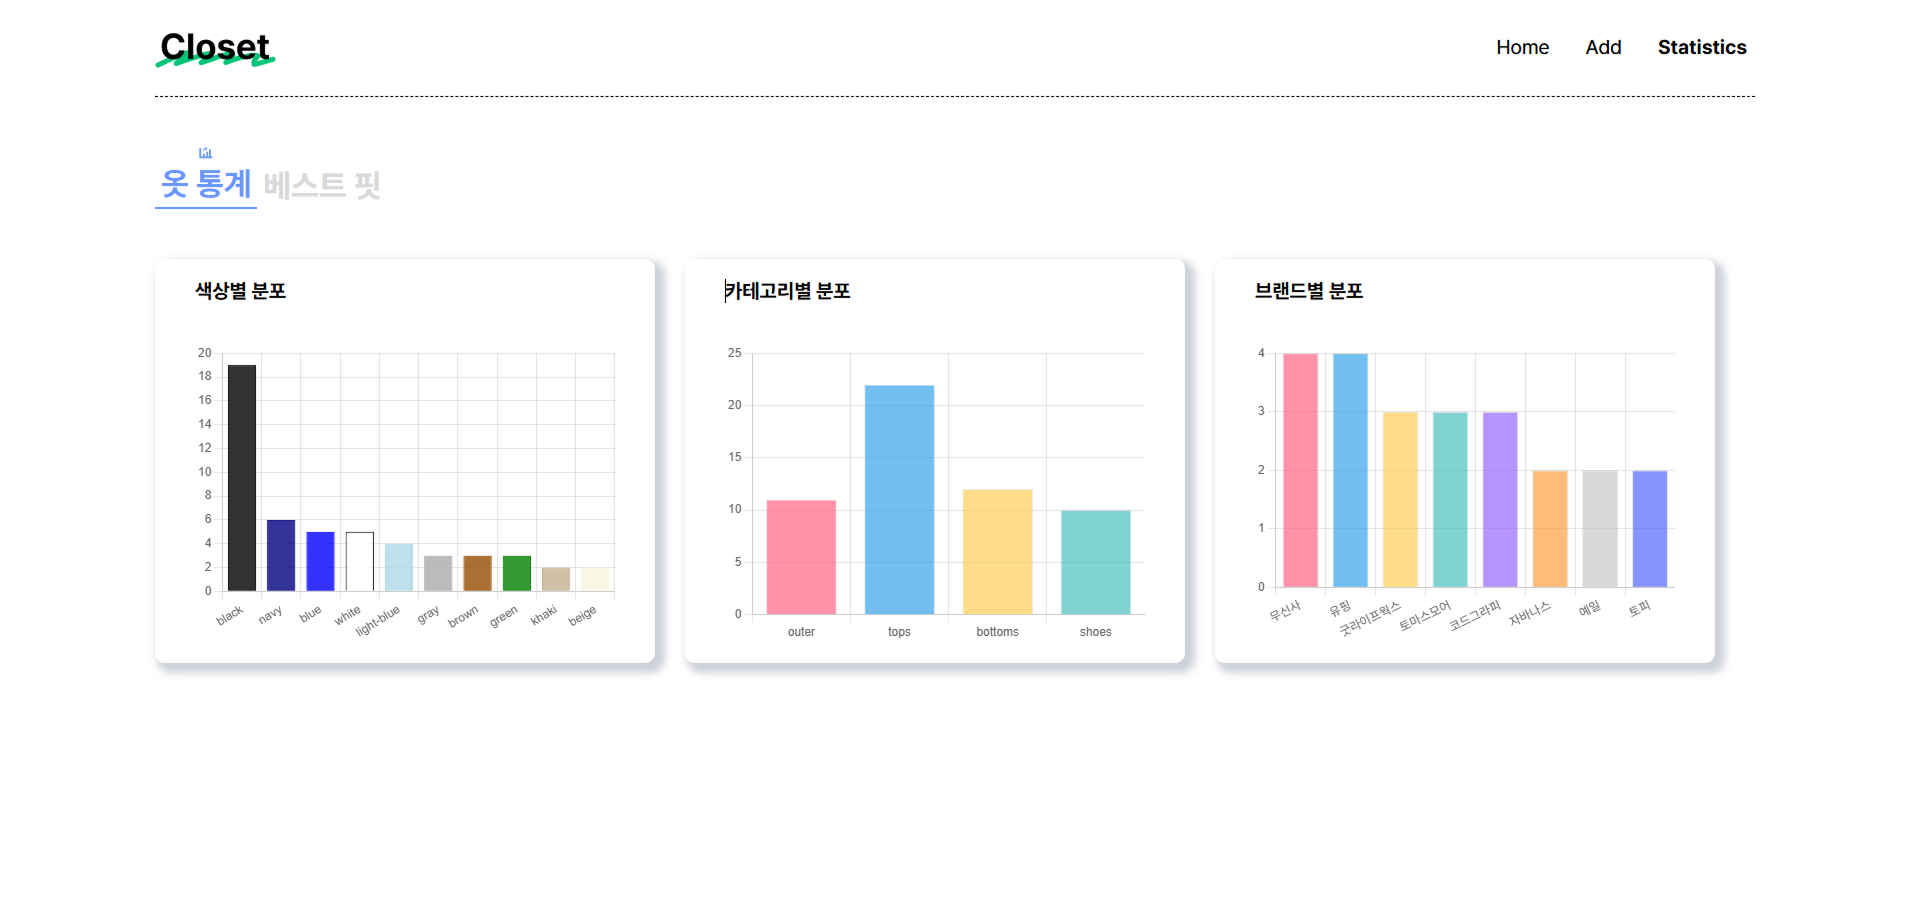 Closet
Home Add Statistics
옷 통계 베스트 핏
색상별 분포
20
18
16
14
12
10
8
6
4
2
0
black navy blue white light-blue gray brown green khaki beige
카테고리별 분포
25
20
15
10
5
0
outer tops bottoms shoes
브랜드별 분포
4
3
2
1
0
무신사 유핑 굿라이프웍스 토마스모어 코드그라피 자바나스 예일 토피